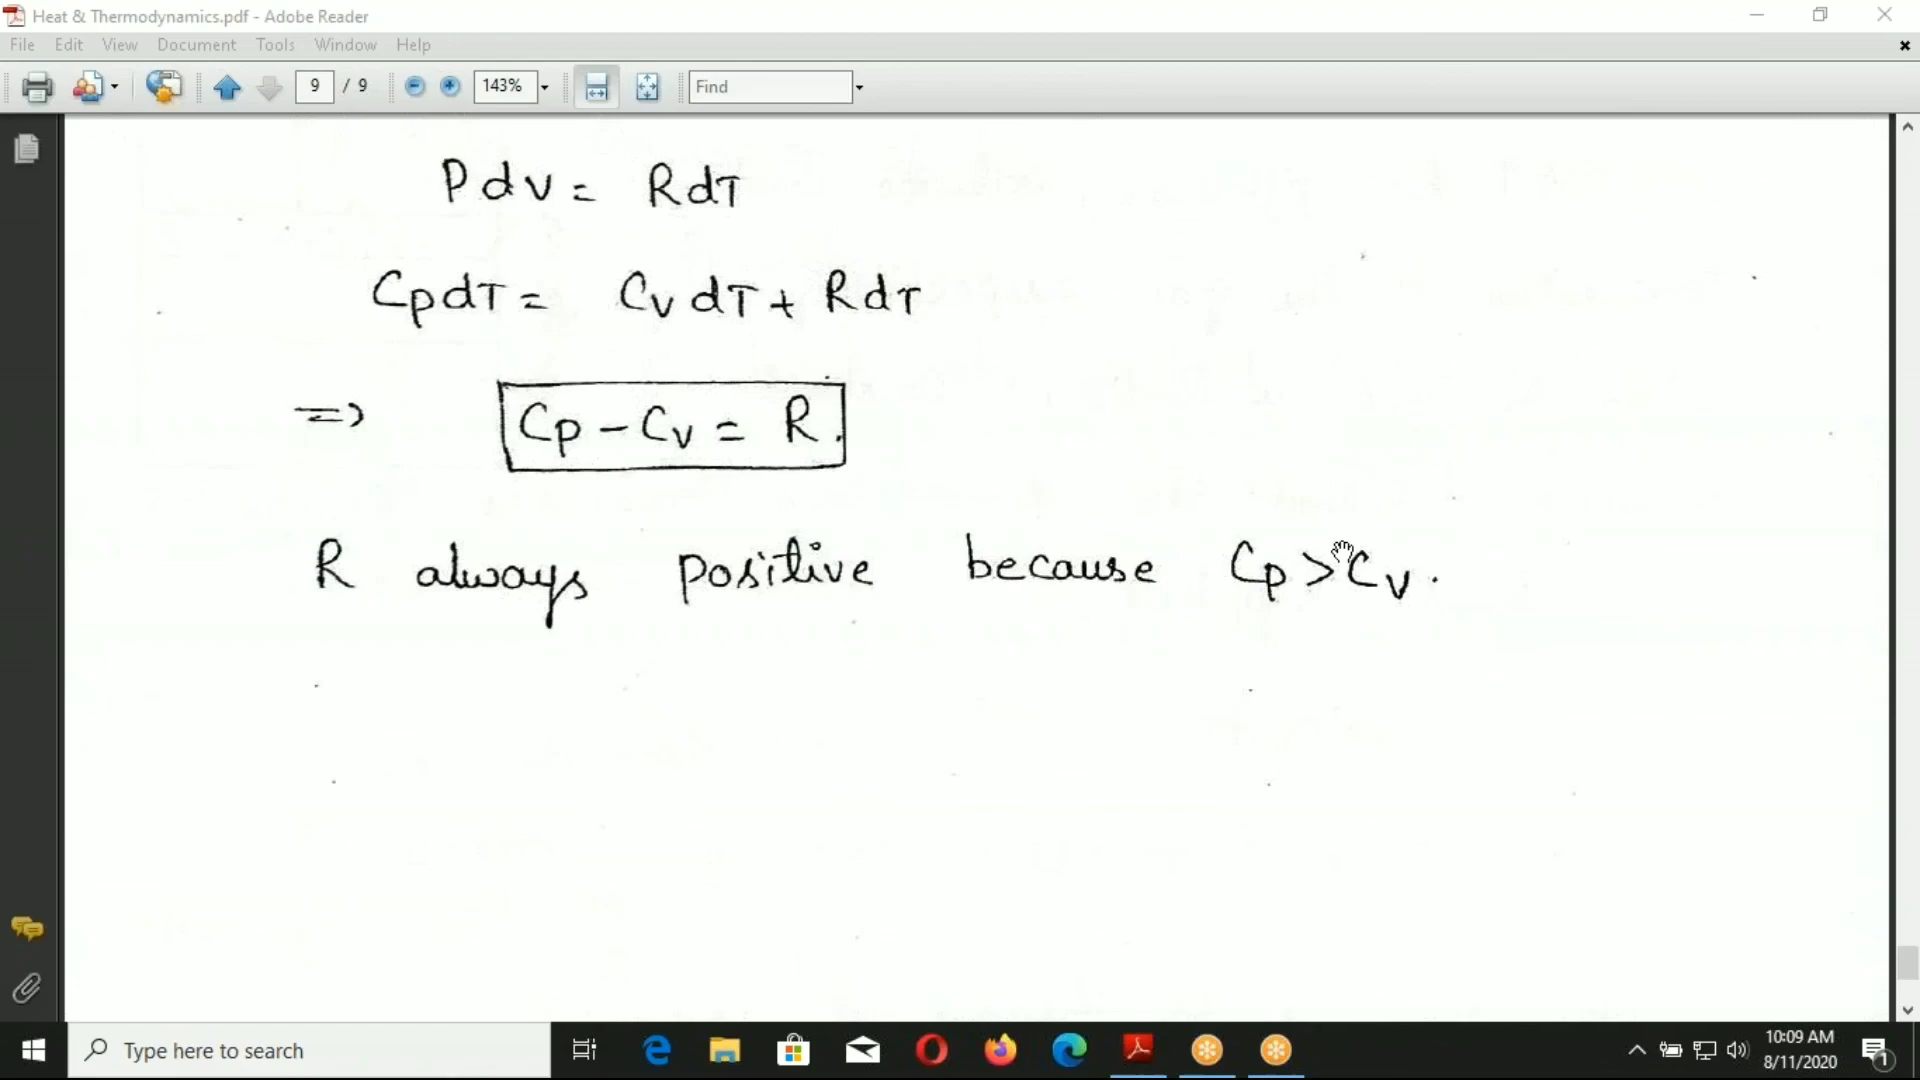 Heat & Thermodynamics.pdf - Adobe Reader
File Edit View Document Tools Window Help
9 / 9 143% Find
PdV = RdT
CpdT = CvdT + RdT
=> Cp - Cv = R.
R always positive because Cp > Cv.
Type here to search
10:09 AM
8/11/2020
1